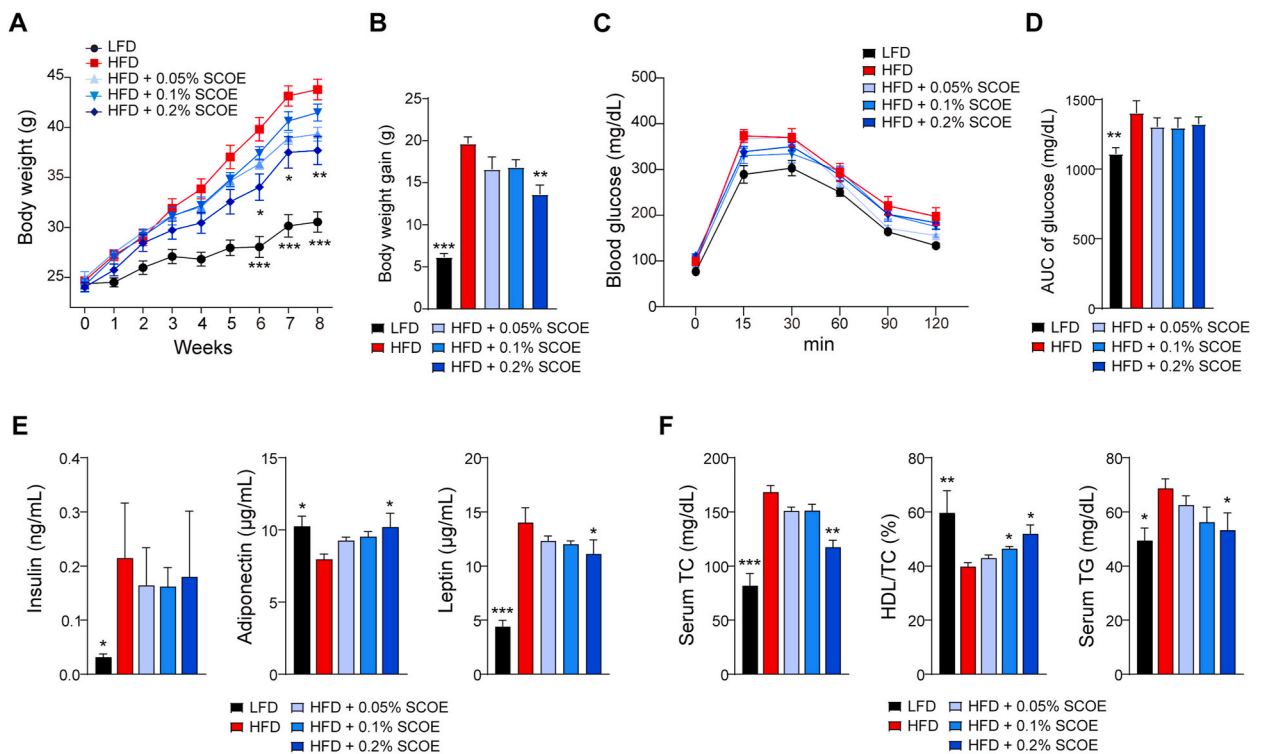 A
LFD
HFD
HFD + 0.05% SCOE
HFD + 0.1% SCOE
HFD + 0.2% SCOE
Body weight (g)
45
40
35
30
25
0 1 2 3 4 5 6 7 8
Weeks
*
*
**
***
***
***
B
Body weight gain (g)
25
20
15
10
5
0
***
**
LFD
HFD
HFD + 0.05% SCOE
HFD + 0.1% SCOE
HFD + 0.2% SCOE
C
LFD
HFD
HFD + 0.05% SCOE
HFD + 0.1% SCOE
HFD + 0.2% SCOE
Blood glucose (mg/dL)
500
400
300
200
100
0
0 15 30 60 90 120
min
D
AUC of glucose (mg/dL)
1500
1000
500
0
**
LFD
HFD
HFD + 0.05% SCOE
HFD + 0.1% SCOE
HFD + 0.2% SCOE
E
Insulin (ng/mL)
0.4
0.3
0.2
0.1
0.0
*
Adiponectin (µg/mL)
15
10
5
0
*
*
Leptin (µg/mL)
20
15
10
5
0
***
*
LFD
HFD
HFD + 0.05% SCOE
HFD + 0.1% SCOE
HFD + 0.2% SCOE
F
Serum TC (mg/dL)
200
150
100
50
0
***
**
HDL/TC (%)
80
60
40
20
0
**
*
*
Serum TG (mg/dL)
80
60
40
20
0
*
*
LFD
HFD
HFD + 0.05% SCOE
HFD + 0.1% SCOE
HFD + 0.2% SCOE